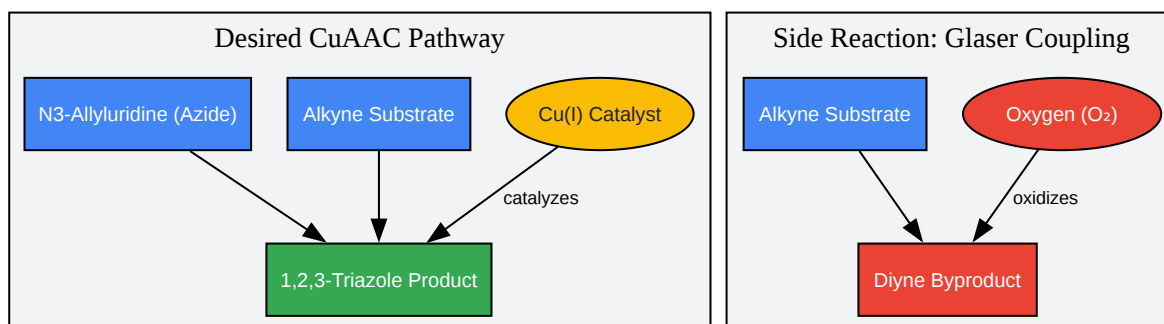 Desired CuAAC Pathway
N3-Allyluridine (Azide)
Alkyne Substrate
Cu(I) Catalyst
catalyzes
1,2,3-Triazole Product
Side Reaction: Glaser Coupling
Alkyne Substrate
Oxygen (O₂)
oxidizes
Diyne Byproduct